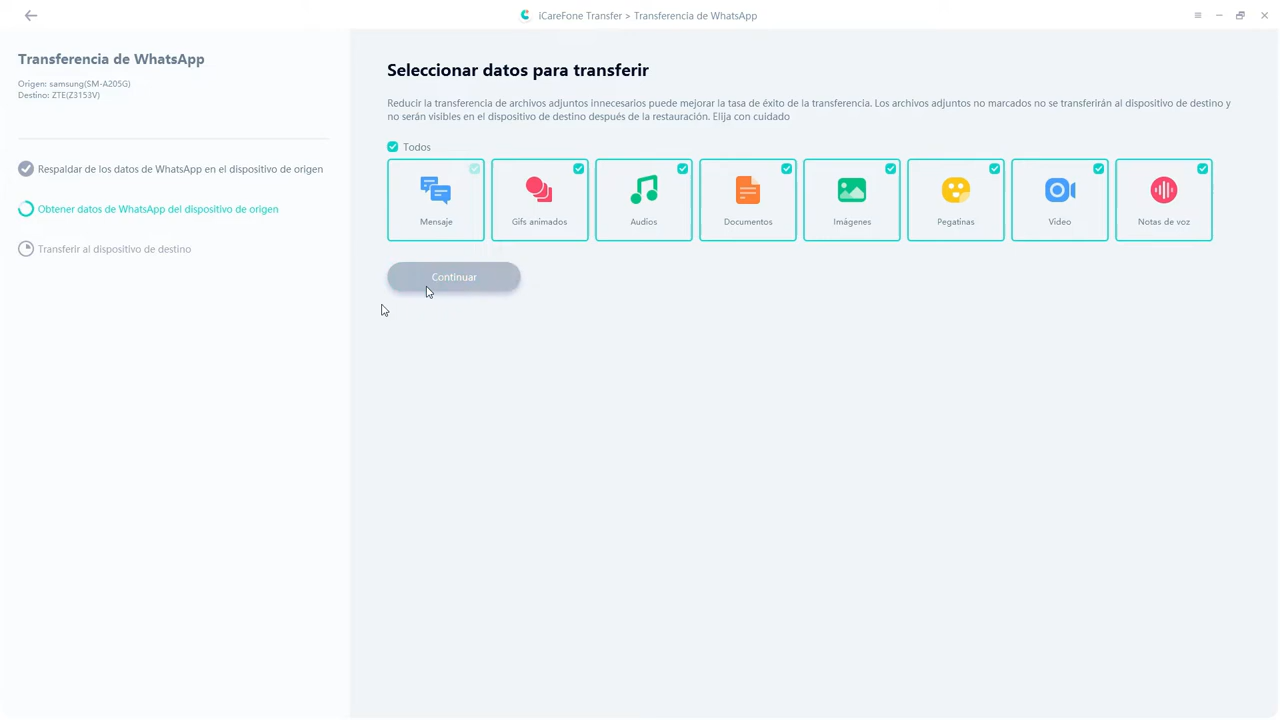 iCareFone Transfer > Transferencia de WhatsApp
Transferencia de WhatsApp
Origen: samsung(SM-A205G)
Destino: ZTE(Z3153V)
Respaldar de los datos de WhatsApp en el dispositivo de origen
Obtener datos de WhatsApp del dispositivo de origen
Transferir al dispositivo de destino
Seleccionar datos para transferir
Reducir la transferencia de archivos adjuntos innecesarios puede mejorar la tasa de éxito de la transferencia. Los archivos adjuntos no marcados no se transferirán al dispositivo de destino y
no serán visibles en el dispositivo de destino después de la restauración. Elija con cuidado
Todos
Mensaje Gifs animados Audios Documentos Imágenes Pegatinas Video Notas de voz
Continuar